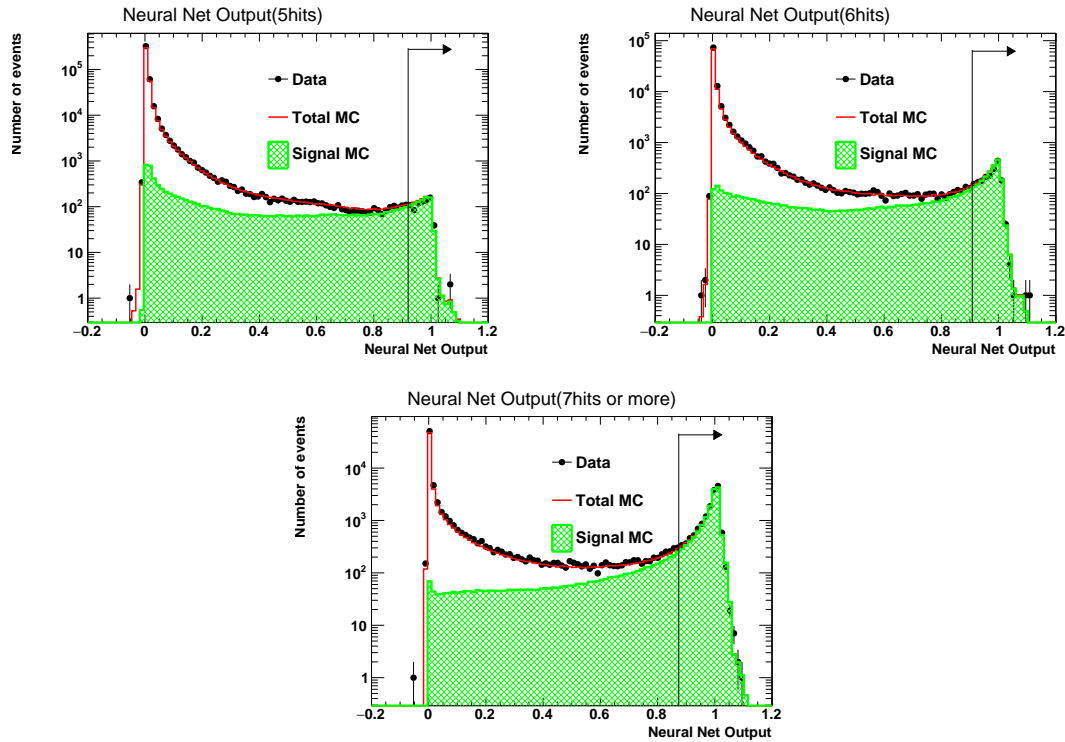 Neural Net Output(5hits)
Number of events
10^5
10^4
10^3
10^2
10
1
Data
Total MC
Signal MC
−0.2 0 0.2 0.4 0.6 0.8 1 1.2
Neural Net Output
Neural Net Output(6hits)
Number of events
10^5
10^4
10^3
10^2
10
1
Data
Total MC
Signal MC
−0.2 0 0.2 0.4 0.6 0.8 1 1.2
Neural Net Output
Neural Net Output(7hits or more)
Number of events
10^4
10^3
10^2
10
1
Data
Total MC
Signal MC
−0.2 0 0.2 0.4 0.6 0.8 1 1.2
Neural Net Output